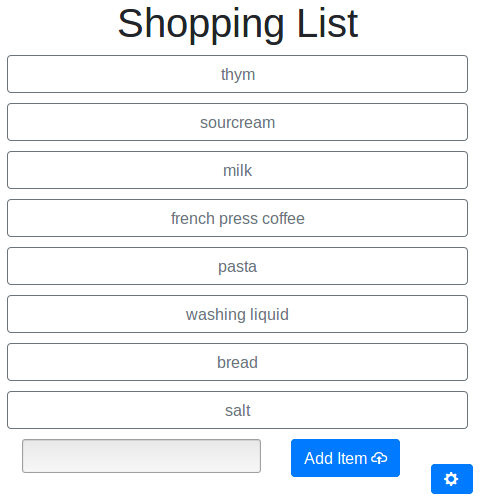 Shopping List
thym
sourcream
milk
french press coffee
pasta
washing liquid
bread
salt
Add Item